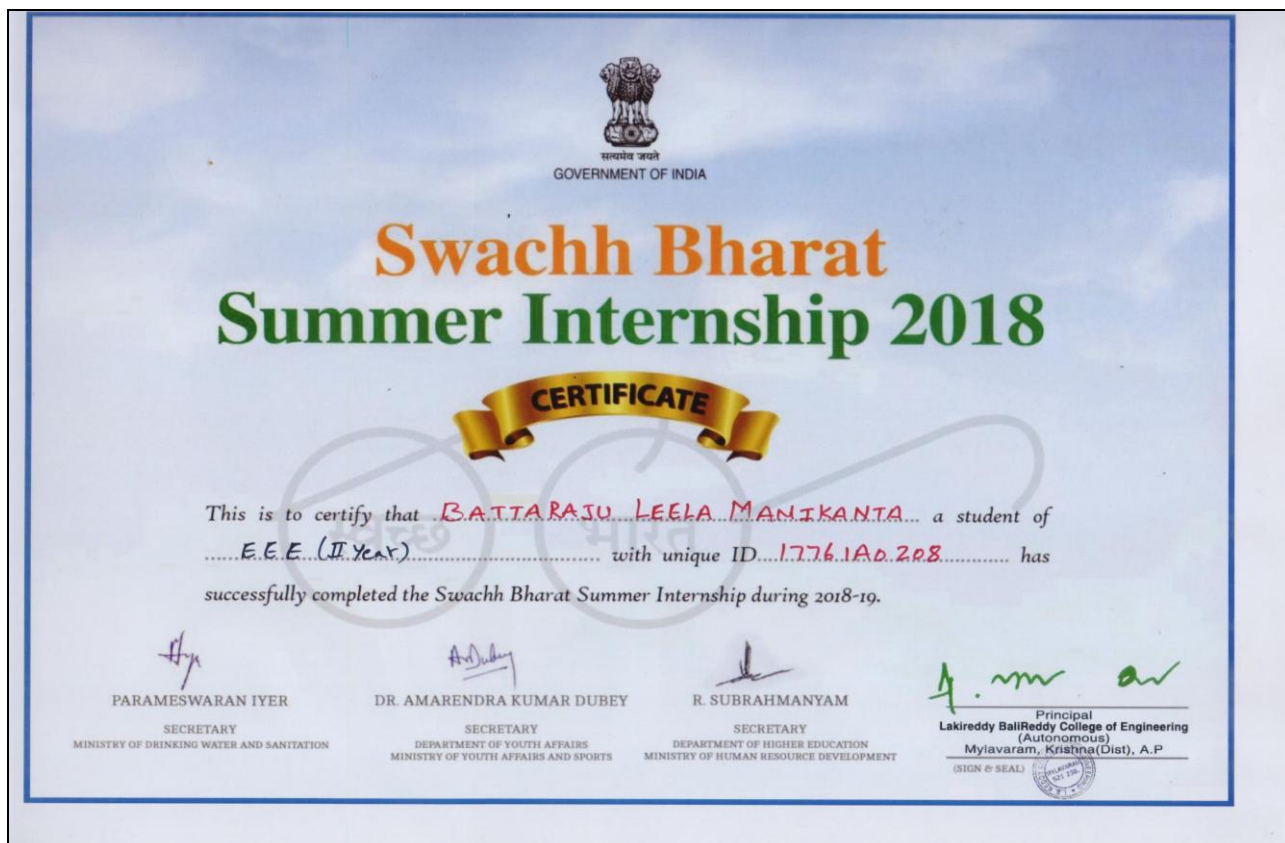 सत्यमेव जयते
GOVERNMENT OF INDIA
Swachh Bharat
Summer Internship 2018
CERTIFICATE
स्वच्छ भारत
This is to certify that BATTARAJU LEELA MANIKANTA a student of
E.E.E. (II Year) with unique ID 17761A0208 has
successfully completed the Swachh Bharat Summer Internship during 2018-19.
PARAMESWARAN IYER
SECRETARY
MINISTRY OF DRINKING WATER AND SANITATION
DR. AMARENDRA KUMAR DUBEY
SECRETARY
DEPARTMENT OF YOUTH AFFAIRS
MINISTRY OF YOUTH AFFAIRS AND SPORTS
R. SUBRAHMANYAM
SECRETARY
DEPARTMENT OF HIGHER EDUCATION
MINISTRY OF HUMAN RESOURCE DEVELOPMENT
Principal
Lakireddy BaliReddy College of Engineering
(Autonomous)
Mylavaram, Krishna(Dist), A.P
(SIGN & SEAL)